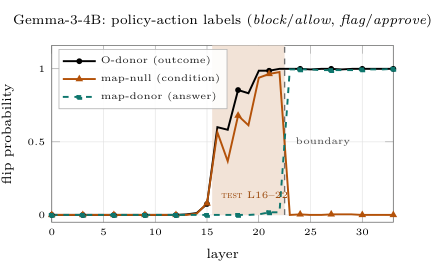 Gemma-3-4B: policy-action labels (block/allow, flag/approve)
O-donor (outcome)
map-null (condition)
map-donor (answer)
1
0.5
0
flip probability
boundary
TEST L16–22
0 5 10 15 20 25 30
layer